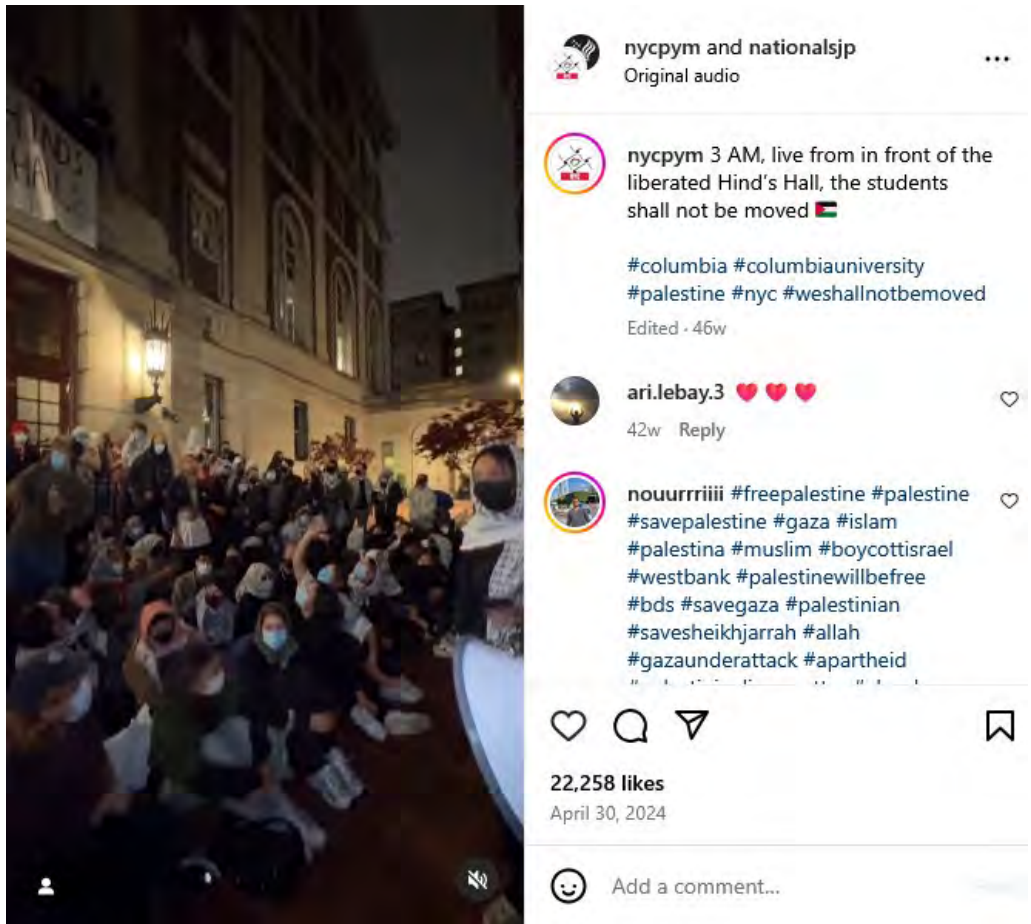 HAL
nycpym and nationalsjp
Original audio
nycpym 3 AM, live from in front of the
liberated Hind's Hall, the students
shall not be moved 🇵🇸
#columbia #columbiauniversity
#palestine #nyc #weshallnotbemoved
Edited · 46w
ari.lebay.3 ❤️ ❤️ ❤️
42w Reply
nouurrriiii #freepalestine #palestine
#savepalestine #gaza #islam
#palestina #muslim #boycottisrael
#westbank #palestinewillbefree
#bds #savegaza #palestinian
#savesheikhjarrah #allah
#gazaunderattack #apartheid
22,258 likes
April 30, 2024
Add a comment...